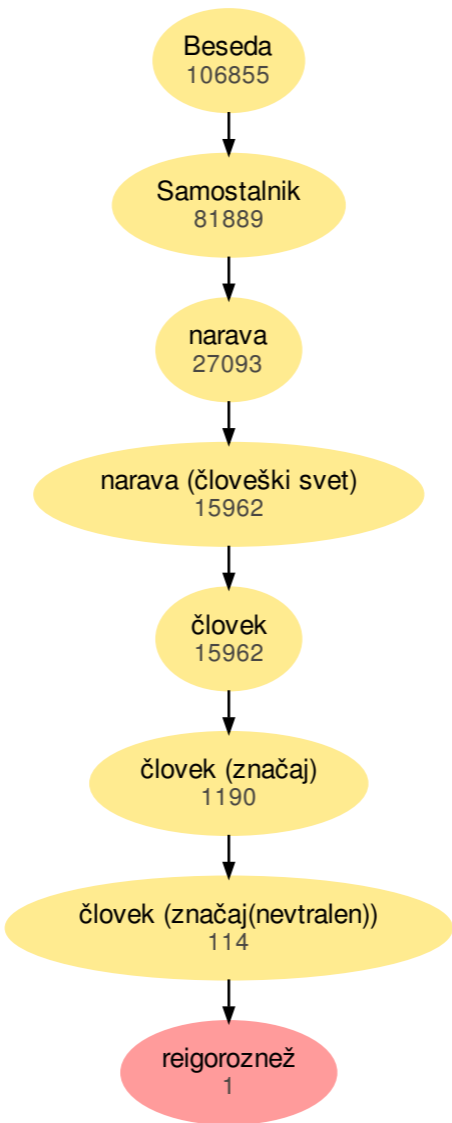 Beseda
106855
Samostalnik
81889
narava
27093
narava (človeški svet)
15962
človek
15962
človek (značaj)
1190
človek (značaj(nevtralen))
114
reigoroznež
1